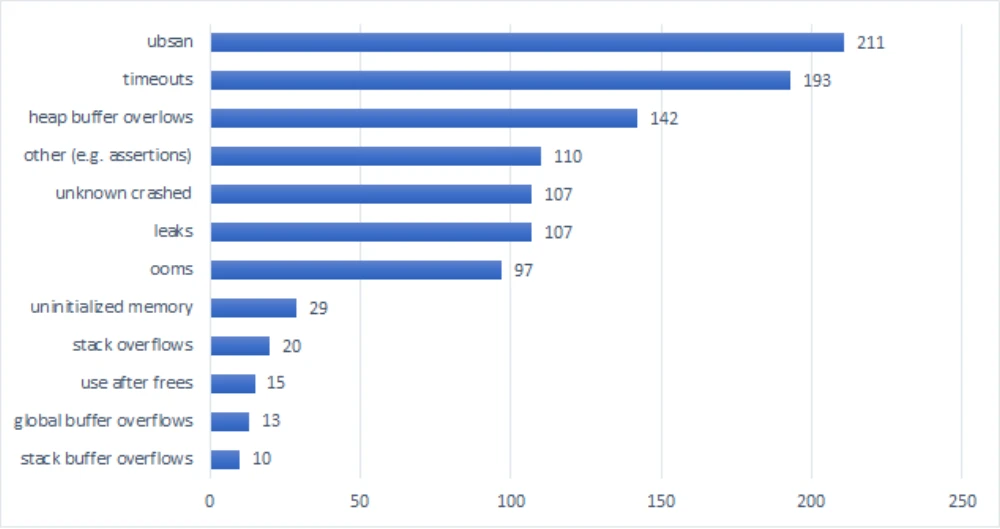 ubsan 211
timeouts 193
heap buffer overlows 142
other (e.g. assertions) 110
unknown crashed 107
leaks 107
ooms 97
uninitialized memory 29
stack overflows 20
use after frees 15
global buffer overflows 13
stack buffer overflows 10
0 50 100 150 200 250